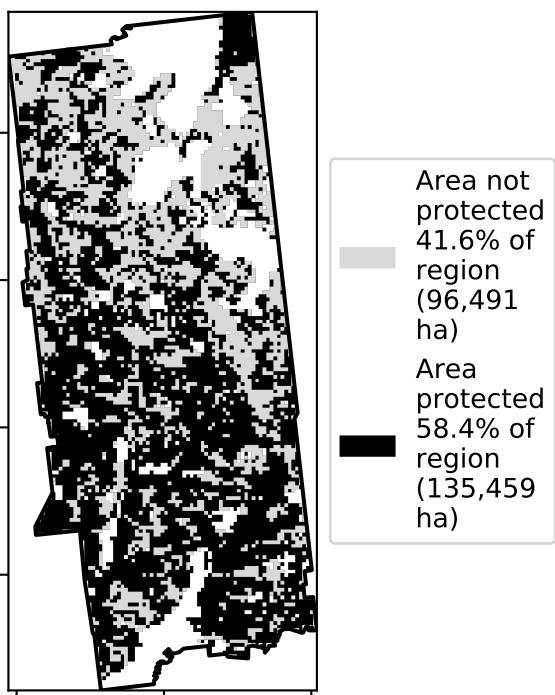 Area not
protected
41.6% of
region
(96,491
ha)
Area
protected
58.4% of
region
(135,459
ha)